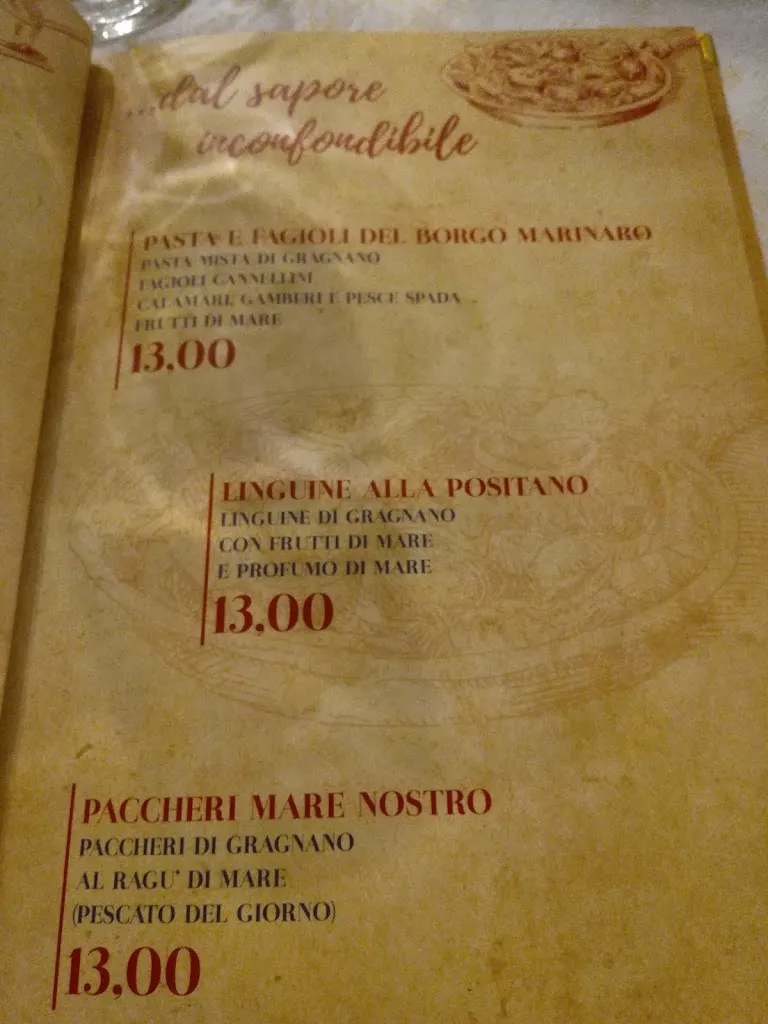 ...dal sapore
inconfondibile
PASTA E FAGIOLI DEL BORGO MARINARO
PASTA MISTA DI GRAGNANO
FAGIOLI CANNELLINI
CALAMARI, GAMBERI E PESCE SPADA
FRUTTI DI MARE
13,00
LINGUINE ALLA POSITANO
LINGUINE DI GRAGNANO
CON FRUTTI DI MARE
E PROFUMO DI MARE
13,00
PACCHERI MARE NOSTRO
PACCHERI DI GRAGNANO
AL RAGU' DI MARE
(PESCATO DEL GIORNO)
13,00